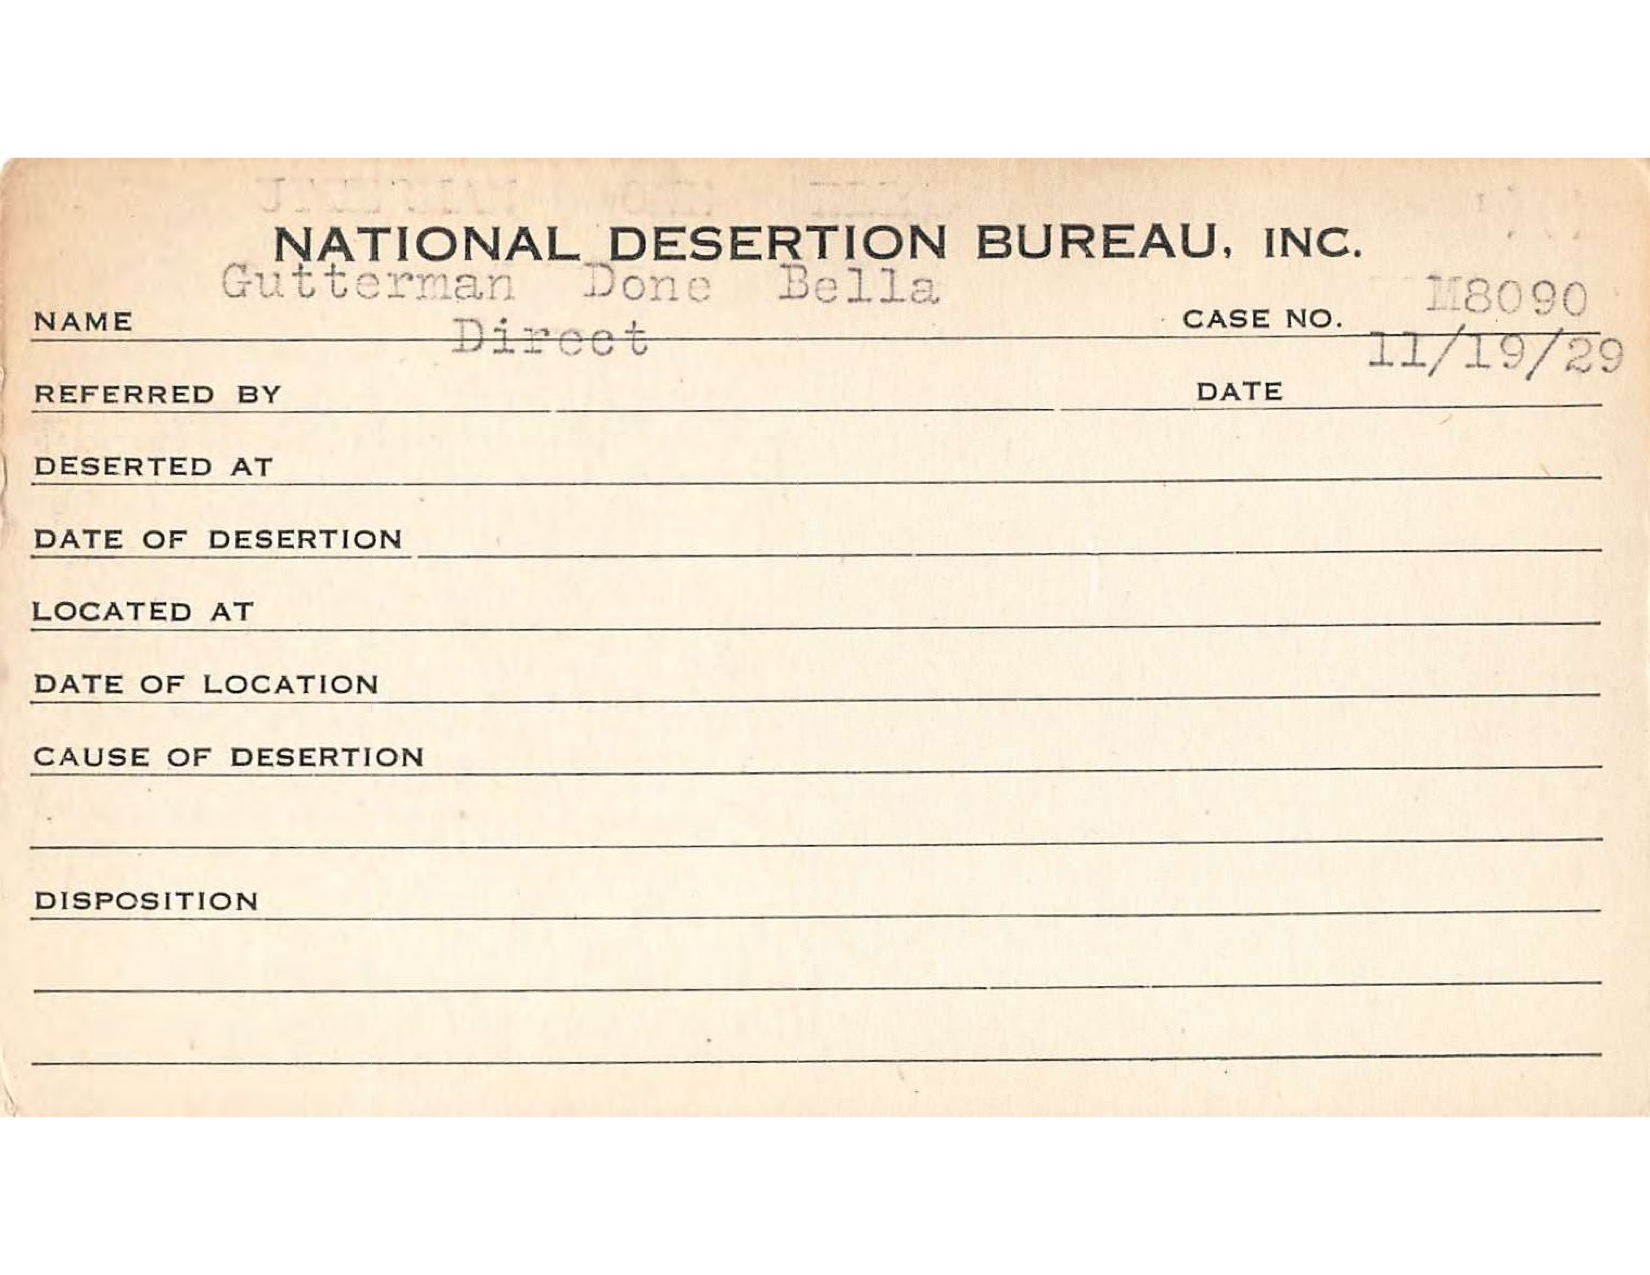 NATIONAL DESERTION BUREAU, INC.
Gutterman Done Bella
NAME CASE NO. M8090
Direct
REFERRED BY DATE 11/19/29
DESERTED AT
DATE OF DESERTION
LOCATED AT
DATE OF LOCATION
CAUSE OF DESERTION
DISPOSITION